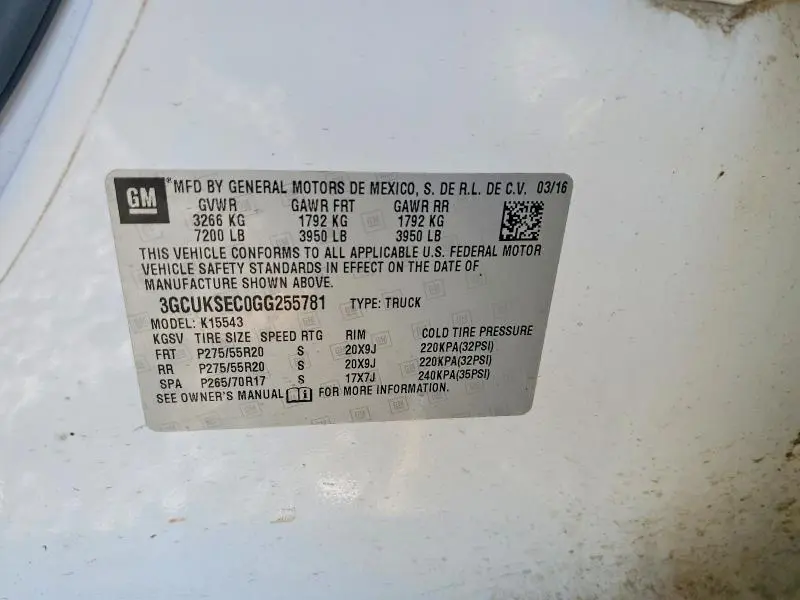 GM ® MFD BY GENERAL MOTORS DE MEXICO, S. DE R.L. DE C.V. 03/16
GVWR GAWR FRT GAWR RR
3266 KG 1792 KG 1792 KG
7200 LB 3950 LB 3950 LB
THIS VEHICLE CONFORMS TO ALL APPLICABLE U.S. FEDERAL MOTOR
VEHICLE SAFETY STANDARDS IN EFFECT ON THE DATE OF
MANUFACTURE SHOWN ABOVE.
3GCUKSEC0GG255781 TYPE: TRUCK
MODEL: K15543
KGSV TIRE SIZE SPEED RTG RIM COLD TIRE PRESSURE
FRT P275/55R20 S 20X9J 220KPA(32PSI)
RR P275/55R20 S 20X9J 220KPA(32PSI)
SPA P265/70R17 S 17X7J 240KPA(35PSI)
SEE OWNER'S MANUAL FOR MORE INFORMATION.